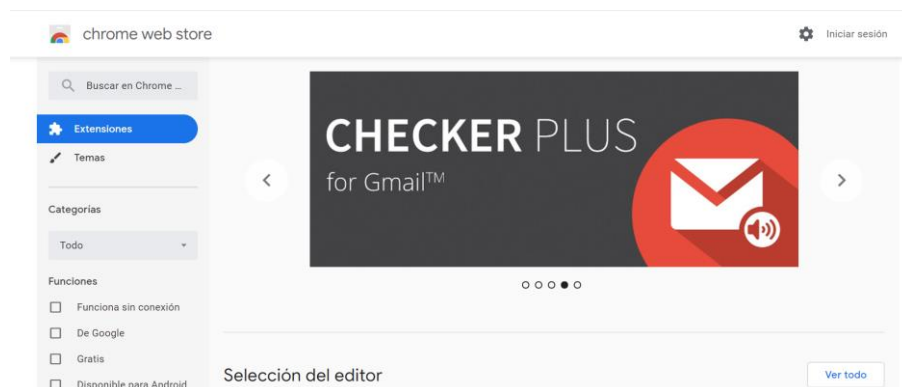 chrome web store
Iniciar sesión
Buscar en Chrome ...
Extensiones
Temas
Categorías
Todo
Funciones
Funciona sin conexión
De Google
Gratis
Disponible para Android
CHECKER PLUS
for Gmail™
Selección del editor
Ver todo